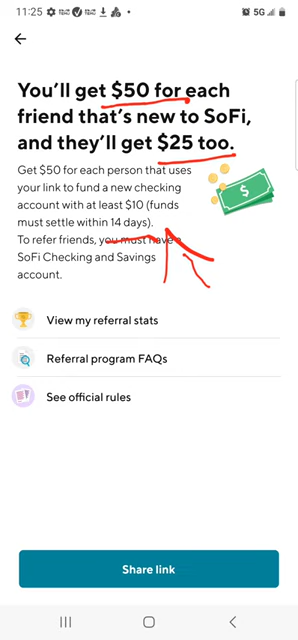 11:25
5G
You'll get $50 for each
friend that's new to SoFi,
and they'll get $25 too.
Get $50 for each person that uses
your link to fund a new checking
account with at least $10 (funds
must settle within 14 days).
To refer friends, you must have a
SoFi Checking and Savings
account.
View my referral stats
Referral program FAQs
See official rules
Share link